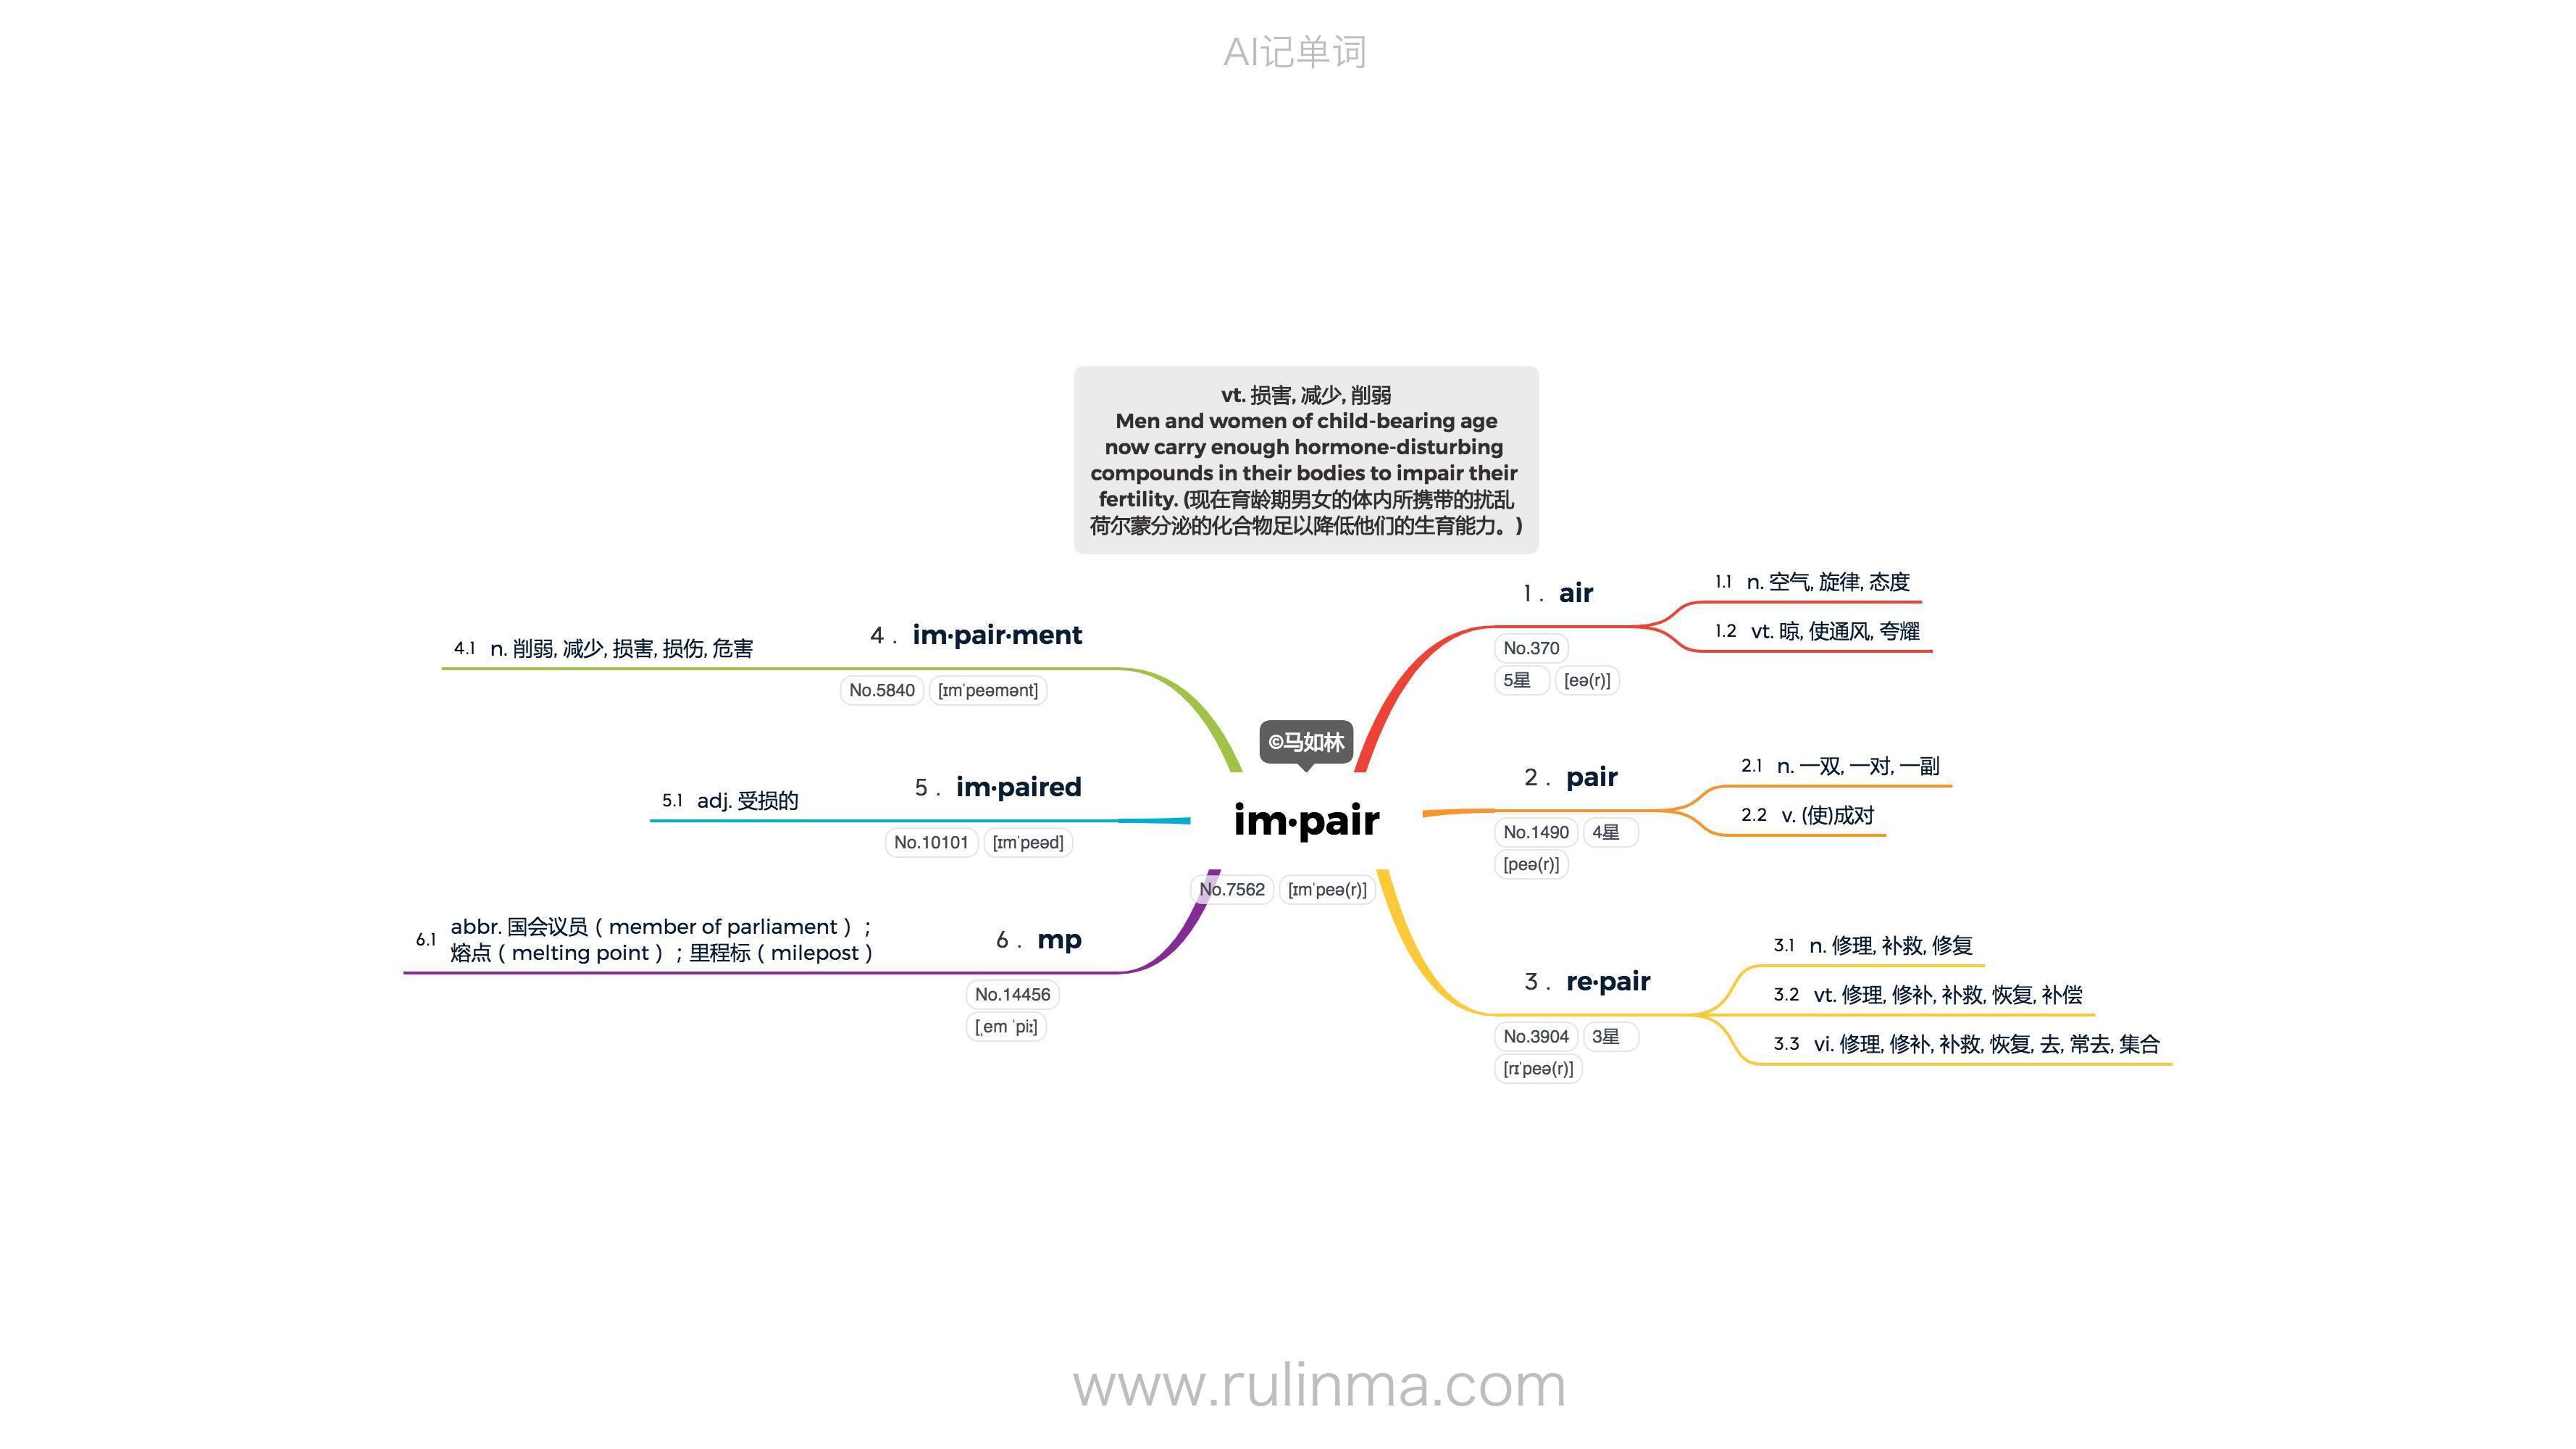 AI记单词
vt. 损害, 减少, 削弱
Men and women of child-bearing age
now carry enough hormone-disturbing
compounds in their bodies to impair their
fertility. (现在育龄期男女的体内所携带的扰乱
荷尔蒙分泌的化合物足以降低他们的生育能力。)
©马如林
im·pair
No.7562 [ɪmˈpeə(r)]
1 . air
No.370
5星 [eə(r)]
1.1 n. 空气, 旋律, 态度
1.2 vt. 晾, 使通风, 夸耀
2 . pair
No.1490 4星
[peə(r)]
2.1 n. 一双, 一对, 一副
2.2 v. (使)成对
3 . re·pair
No.3904 3星
[rɪˈpeə(r)]
3.1 n. 修理, 补救, 修复
3.2 vt. 修理, 修补, 补救, 恢复, 补偿
3.3 vi. 修理, 修补, 补救, 恢复, 去, 常去, 集合
4 . im·pair·ment
No.5840 [ɪmˈpeəmənt]
4.1 n. 削弱, 减少, 损害, 损伤, 危害
5 . im·paired
No.10101 [ɪmˈpeəd]
5.1 adj. 受损的
6 . mp
No.14456
[ˌem ˈpiː]
6.1 abbr. 国会议员（member of parliament）；
熔点（melting point）；里程标（milepost）
www.rulinma.com